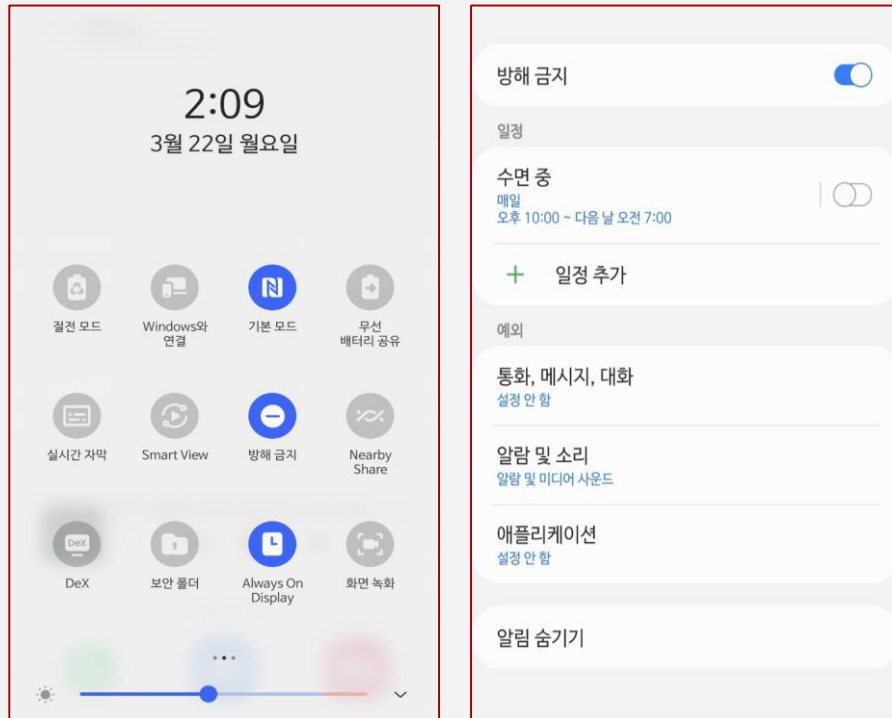 2:09
3월 22일 월요일
절전 모드
Windows와
연결
기본 모드
무선
배터리 공유
실시간 자막
Smart View
방해 금지
Nearby
Share
DeX
DeX
보안 폴더
Always On
Display
화면 녹화
방해 금지
일정
수면 중
매일
오후 10:00 ~ 다음 날 오전 7:00
일정 추가
예외
통화, 메시지, 대화
설정 안 함
알람 및 소리
알람 및 미디어 사운드
애플리케이션
설정 안 함
알림 숨기기